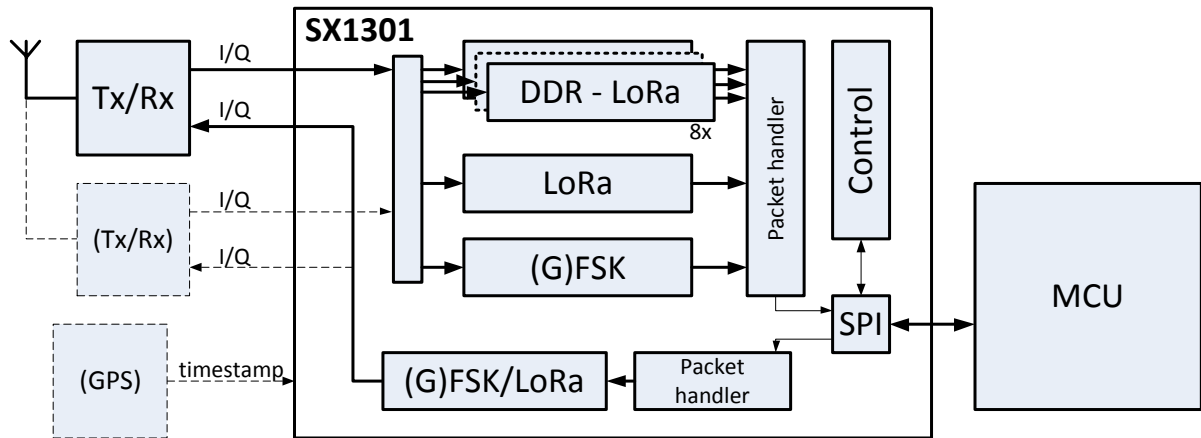 SX1301
I/Q
Tx/Rx
I/Q
DDR - LoRa
8x
Packet handler
Control
LoRa
I/Q
(Tx/Rx)
I/Q
(G)FSK
MCU
SPI
(GPS)
timestamp
(G)FSK/LoRa
Packet
handler